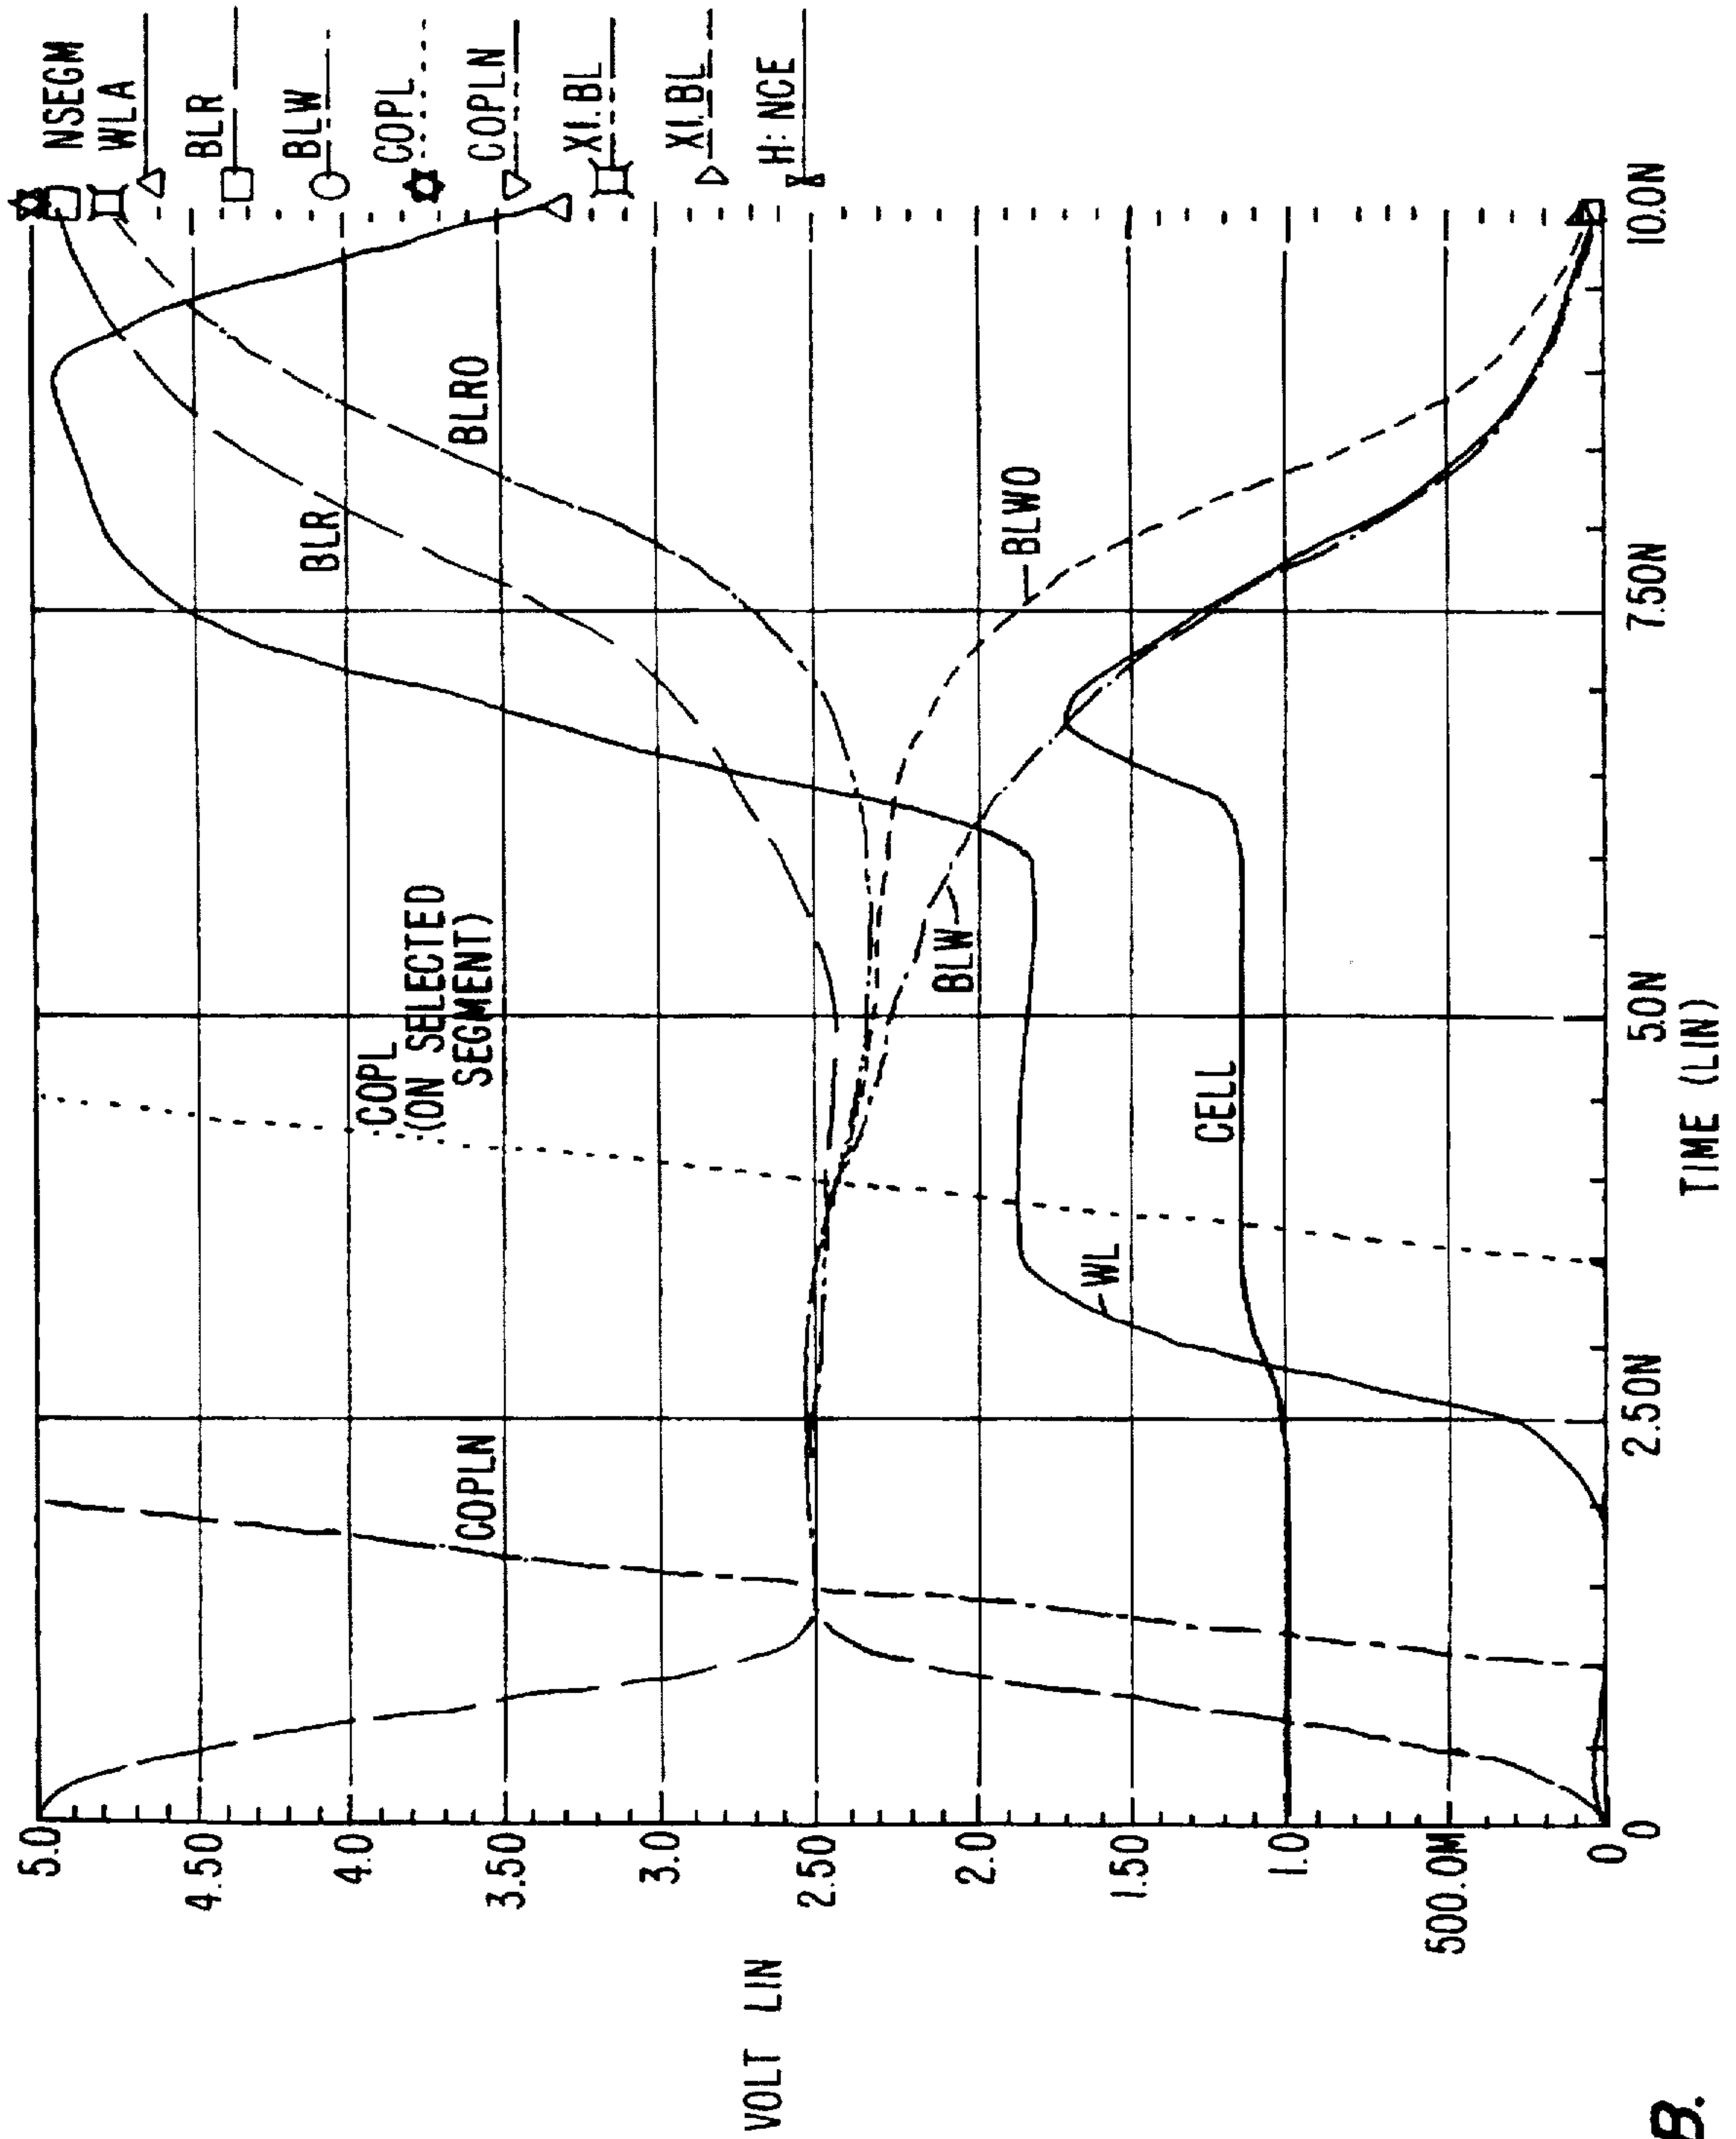 NSEGM
WLA
BLR
BLW
COPL
COPLN
XI.BL
XI.BL
H:NCE
5.0
4.50
4.0
3.50
3.0
2.50
2.0
1.50
1.0
500.0M
0
VOLT LIN
COPLN
COPL
(ON SELECTED
SEGMENT)
BLR
BLRO
BLWO
BLW
WL
CELL
0
2.50N
5.0N
7.50N
10.0N
TIME (LIN)
B.